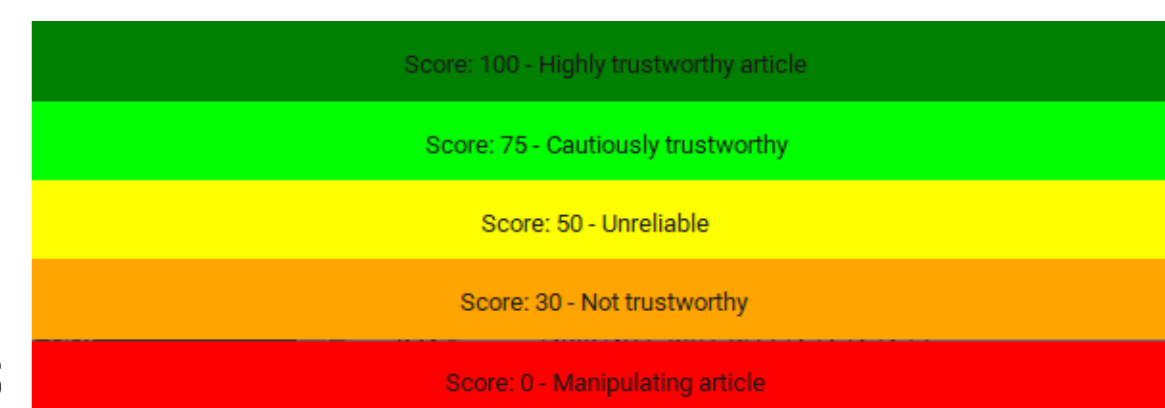 Score: 100 - Highly trustworthy article
Score: 75 - Cautiously trustworthy
Score: 50 - Unreliable
Score: 30 - Not trustworthy
Score: 0 - Manipulating article